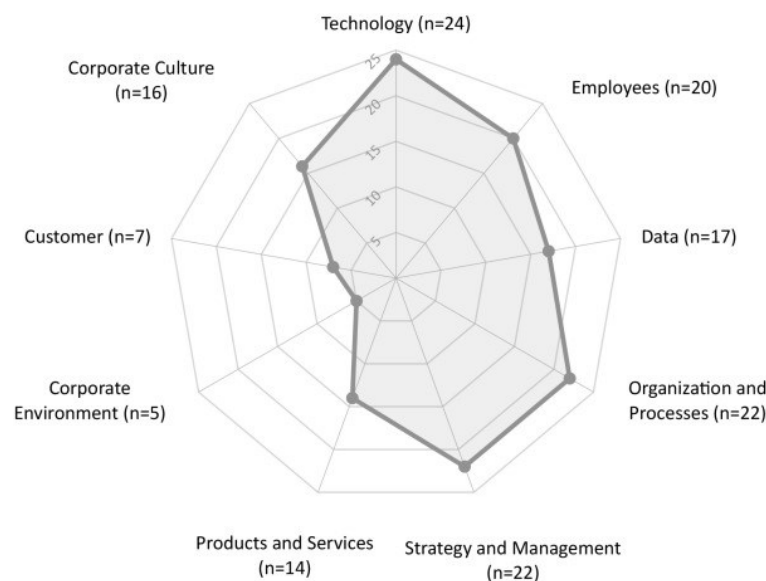 Technology (n=24)
Corporate Culture
(n=16)
Employees (n=20)
25
20
15
10
5
Customer (n=7)
Data (n=17)
Corporate
Environment (n=5)
Organization and
Processes (n=22)
Products and Services
(n=14)
Strategy and Management
(n=22)